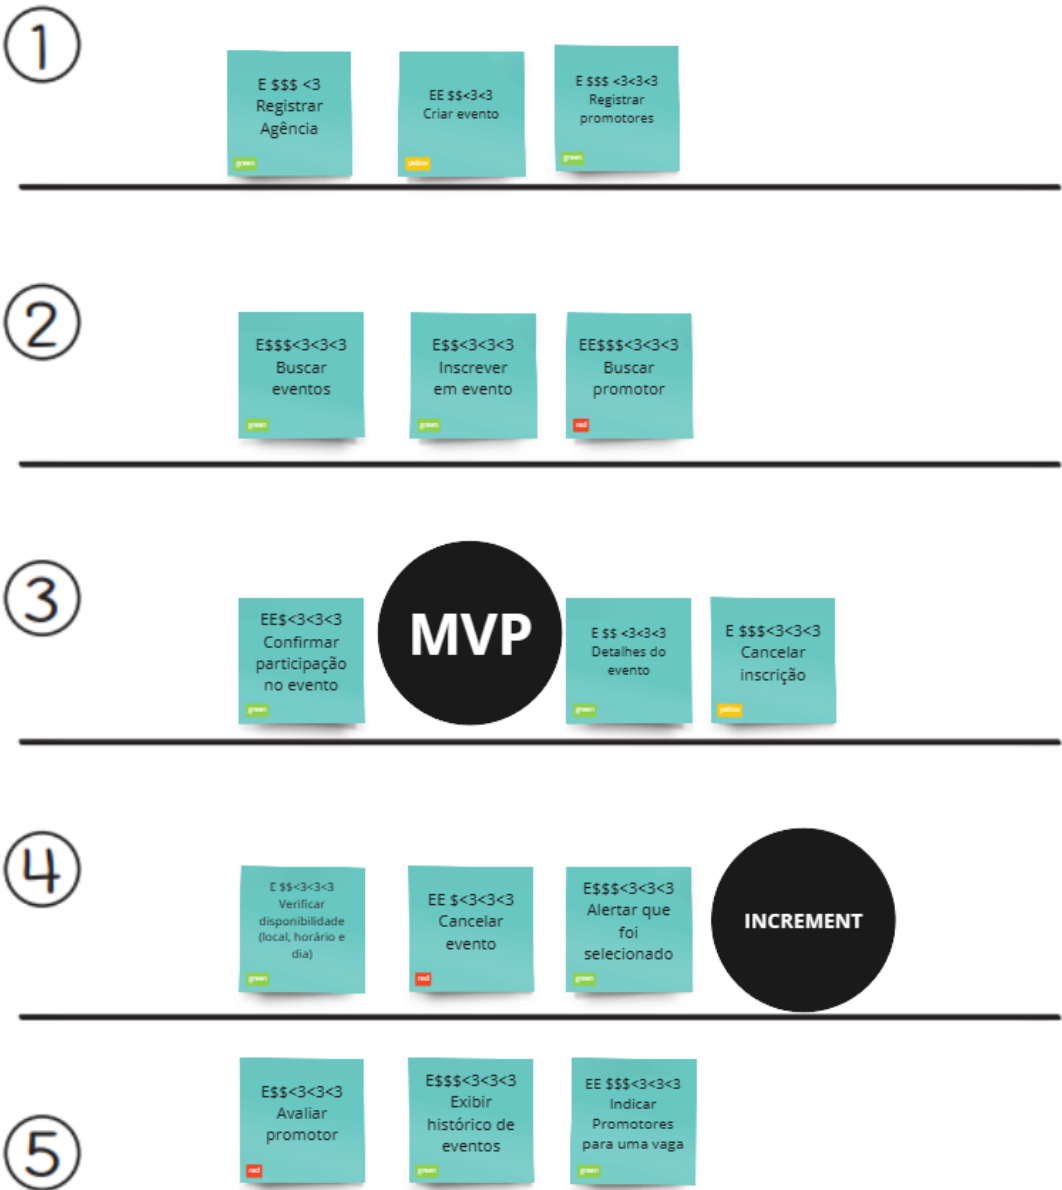 1
E $$$ <3
Registrar
Agência
green
EE $$<3<3
Criar evento
yellow
E $$$ <3<3<3
Registrar
promotores
green
2
E$$$<3<3<3
Buscar
eventos
green
E$$<3<3<3
Inscrever
em evento
green
EE$$$<3<3<3
Buscar
promotor
red
3
EE$<3<3<3
Confirmar
participação
no evento
green
MVP
E $$ <3<3<3
Detalhes do
evento
green
E $$$<3<3<3
Cancelar
inscrição
yellow
4
E $$<3<3<3
Verificar
disponibilidade
(local, horário e
dia)
green
EE $<3<3<3
Cancelar
evento
red
E$$$<3<3<3
Alertar que
foi
selecionado
green
INCREMENT
5
E$$<3<3<3
Avaliar
promotor
red
E$$$<3<3<3
Exibir
histórico de
eventos
green
EE $$$<3<3<3
Indicar
Promotores
para uma vaga
green